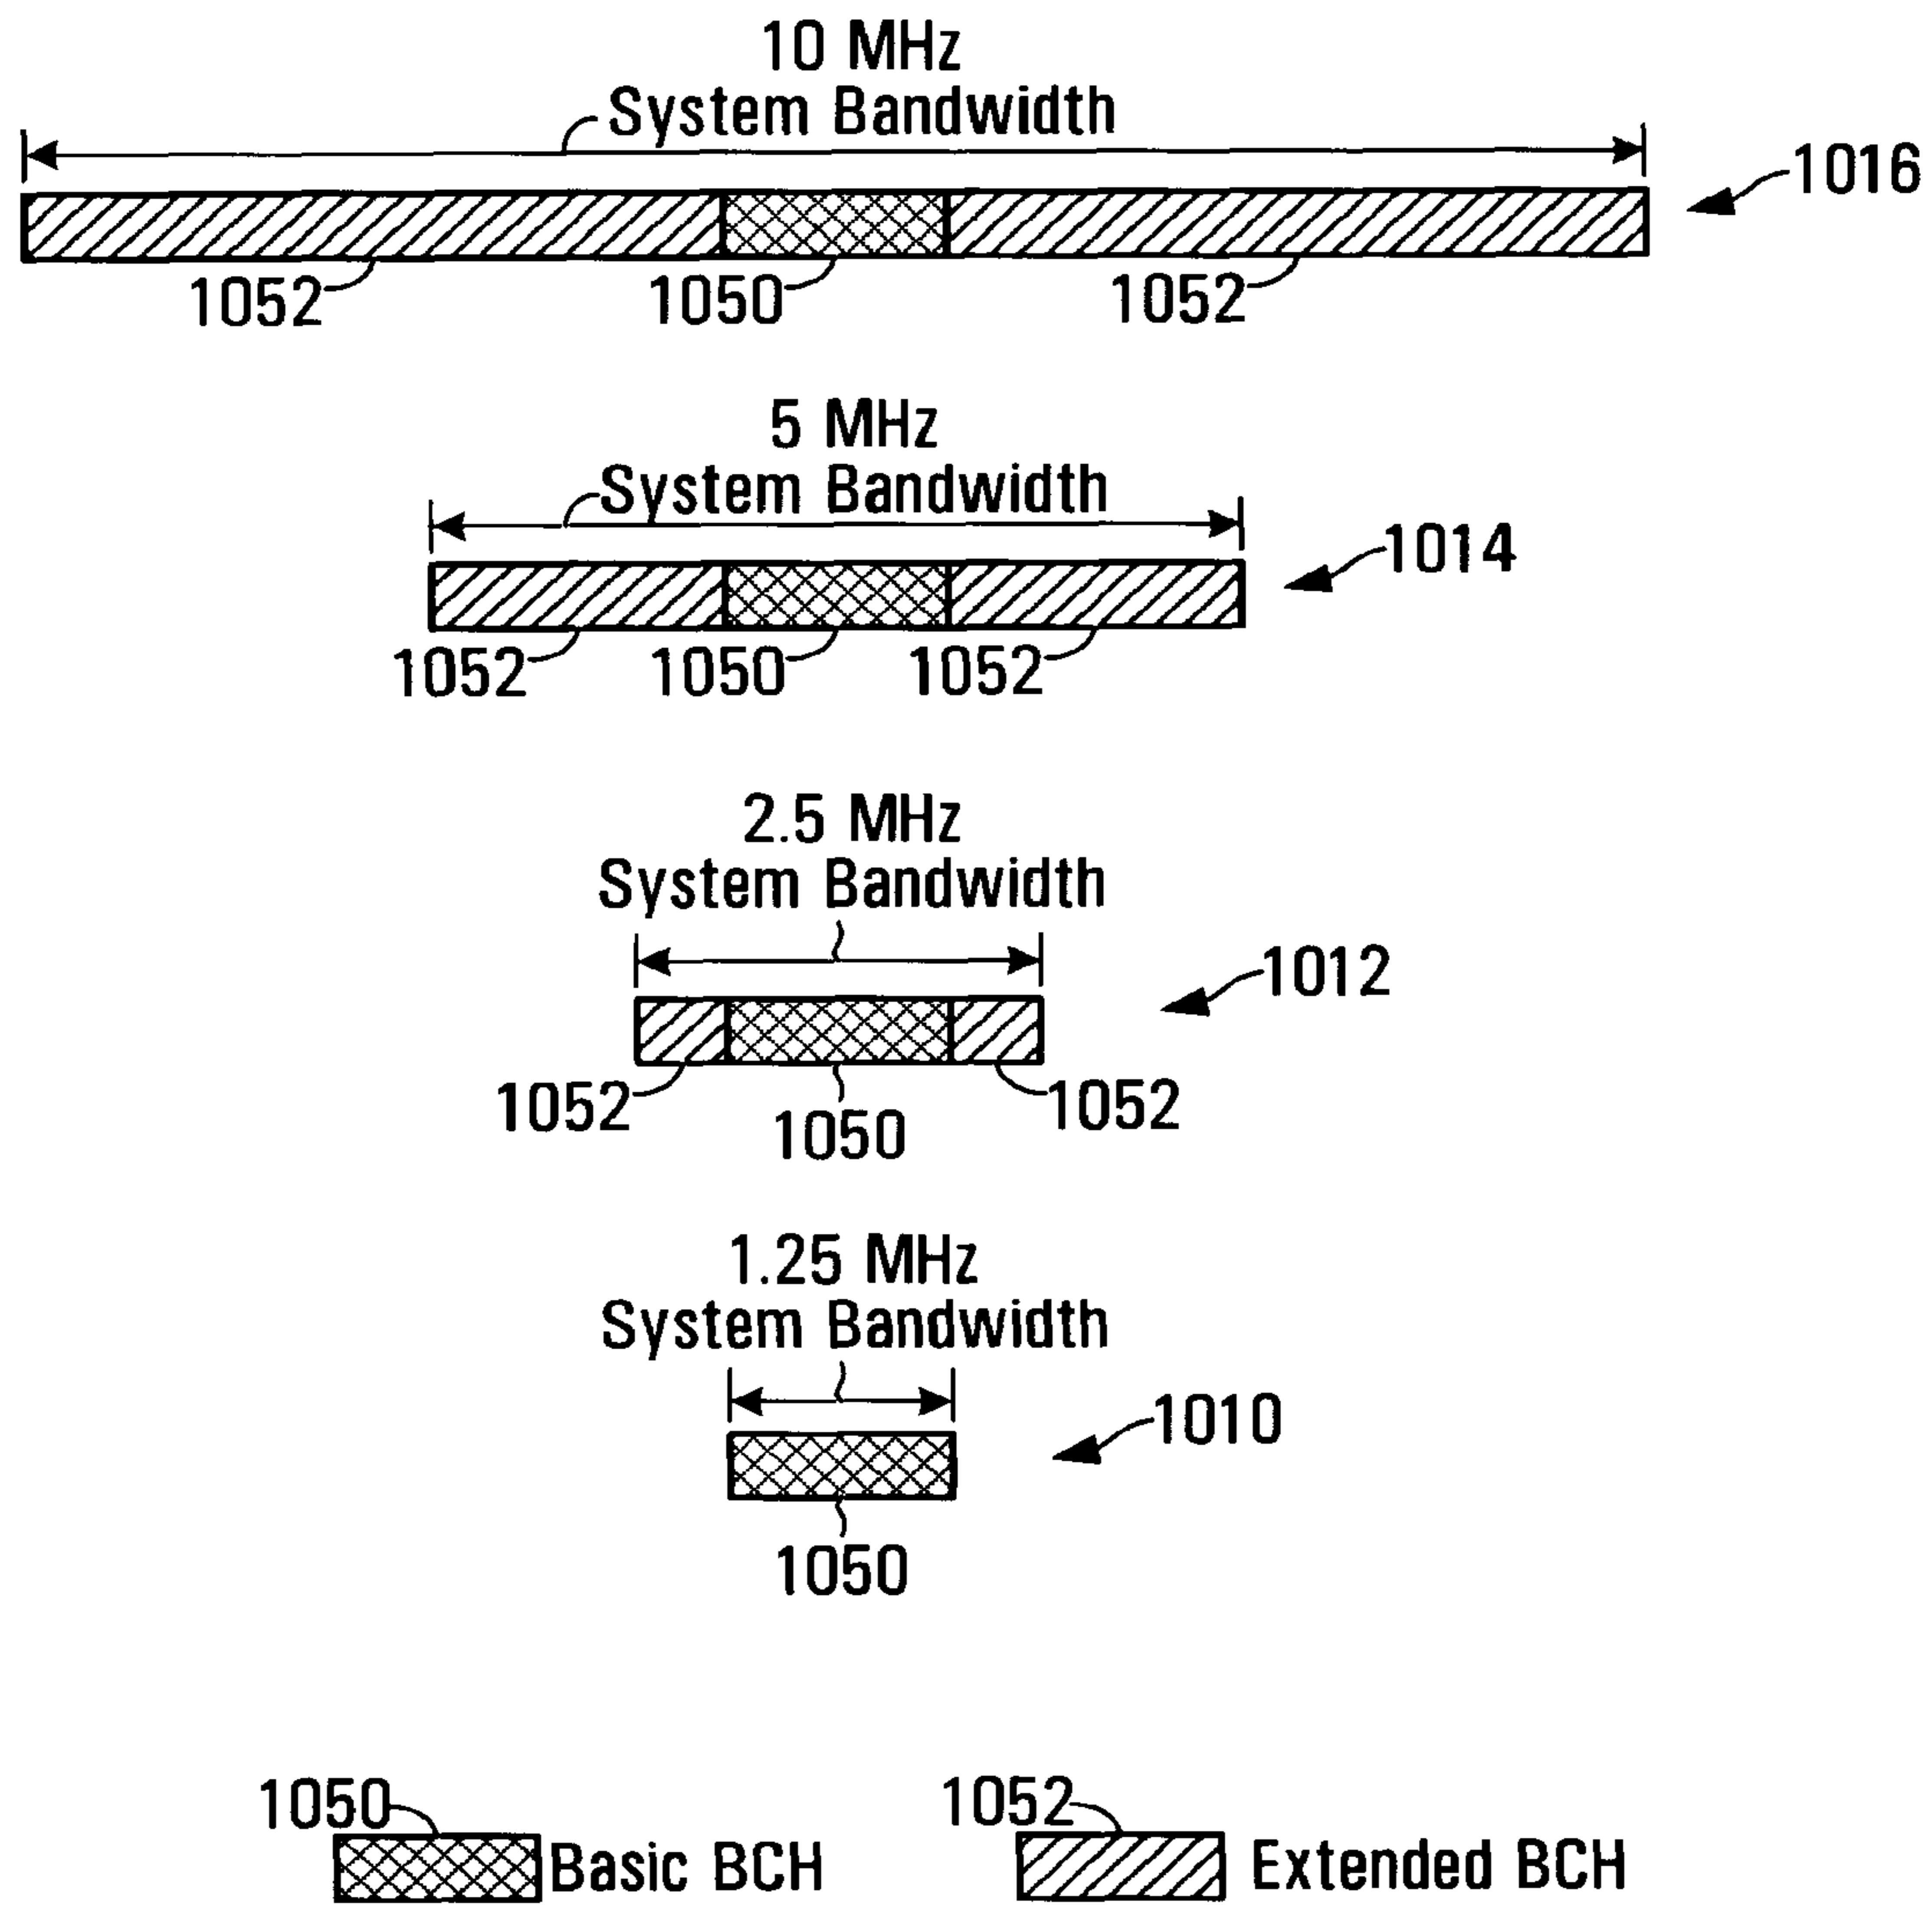 10 MHz
System Bandwidth
1016
1052 1050 1052
5 MHz
System Bandwidth
1014
1052 1050 1052
2.5 MHz
System Bandwidth
1012
1052 1050 1052
1.25 MHz
System Bandwidth
1010
1050
1050 1052
Basic BCH Extended BCH